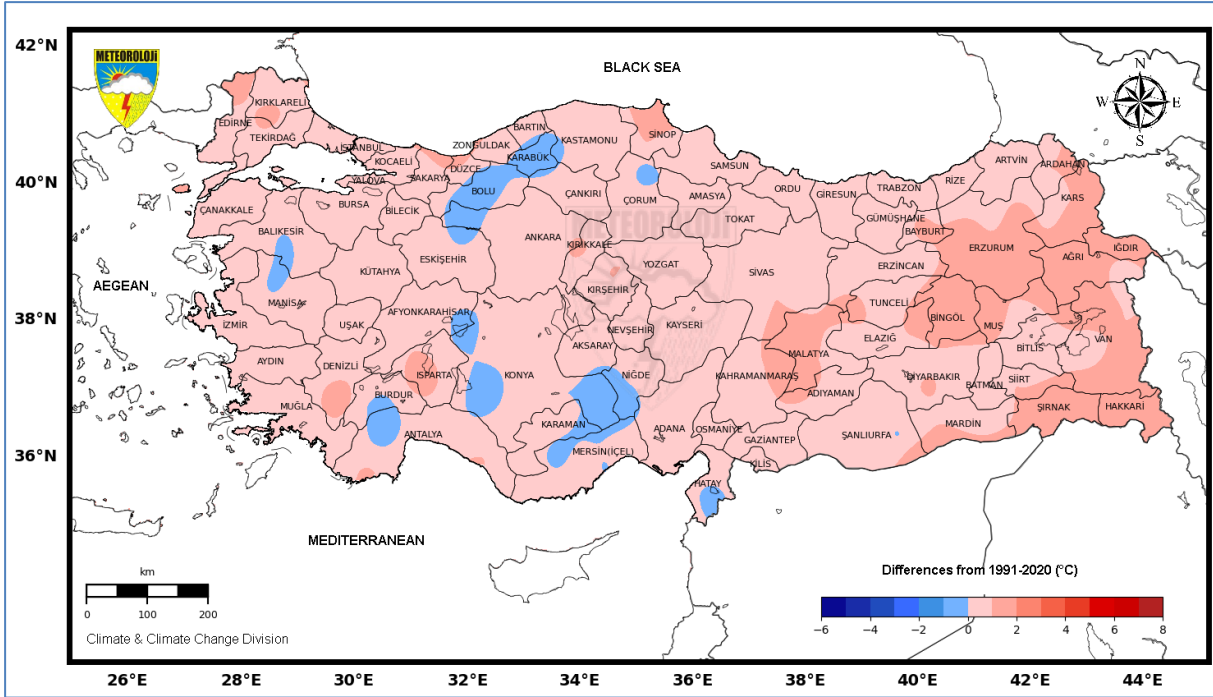 42°N
40°N
38°N
36°N
METEOROLOJİ
BLACK SEA
N
W E
S
KIRKLARELİ
EDİRNE
TEKİRDAĞ
İSTANBUL
KOCAELİ
YALOVA
SAKARYA
DÜZCE
ZONGULDAK
BARTIN
KARABÜK
KASTAMONU
SİNOP
SAMSUN
ORDU
GİRESUN
TRABZON
RİZE
ARTVİN
ARDAHAN
KARS
ÇANAKKALE
BALIKESİR
BURSA
BİLECİK
BOLU
ÇANKIRI
ÇORUM
AMASYA
TOKAT
GÜMÜŞHANE
BAYBURT
ERZURUM
AĞRI
IĞDIR
METEOROLOJİ
ANKARA
KIRIKKALE
ESKİŞEHİR
KÜTAHYA
YOZGAT
SİVAS
ERZİNCAN
AEGEAN
MANİSA
UŞAK
AFYONKARAHİSAR
KIRŞEHİR
NEVŞEHİR
KAYSERİ
TUNCELİ
BİNGÖL
MUŞ
BİTLİS
VAN
İZMİR
AYDIN
DENİZLİ
ISPARTA
KONYA
AKSARAY
NİĞDE
MALATYA
ELAZIĞ
KAHRAMANMARAŞ
ADIYAMAN
DİYARBAKIR
BATMAN
SİİRT
ŞIRNAK
HAKKARİ
MUĞLA
BURDUR
ANTALYA
KARAMAN
MERSİN(İÇEL)
ADANA
OSMANİYE
GAZİANTEP
KİLİS
ŞANLIURFA
MARDİN
HATAY
MEDITERRANEAN
km
0 100 200
Climate & Climate Change Division
Differences from 1991-2020 (°C)
−6 −4 −2 0 2 4 6 8
26°E 28°E 30°E 32°E 34°E 36°E 38°E 40°E 42°E 44°E